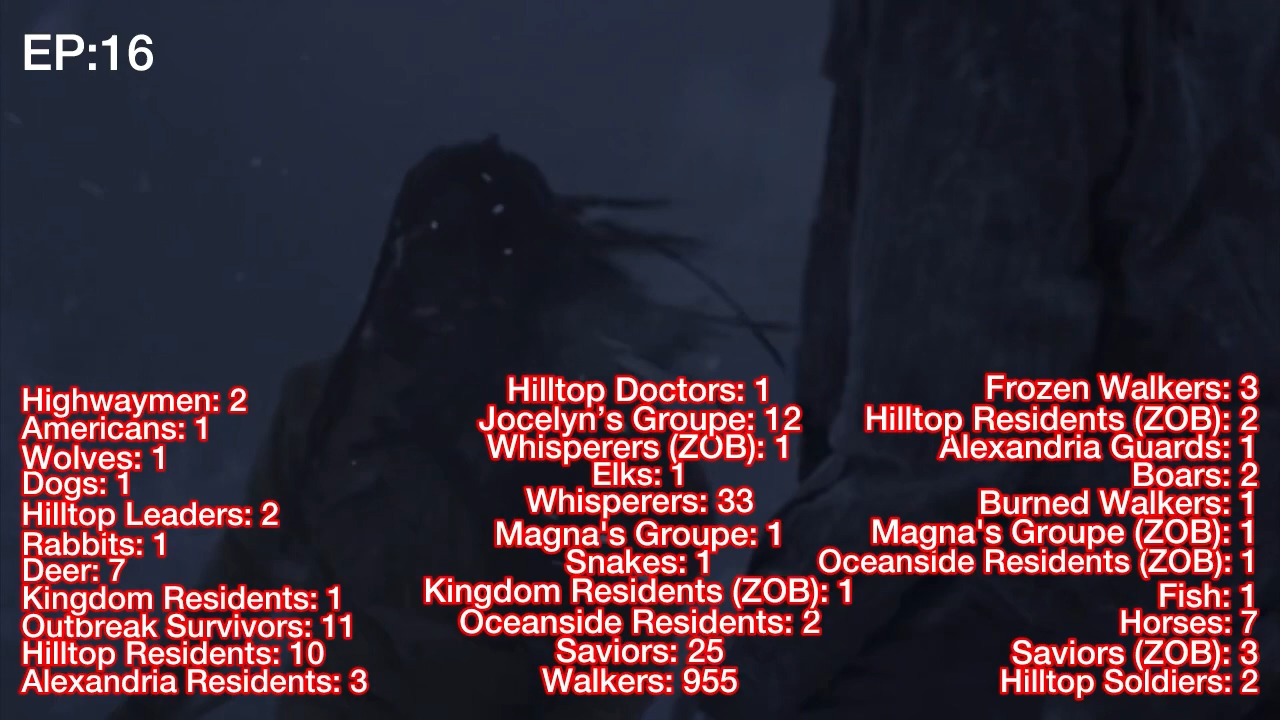 EP:16
Highwaymen: 2
Americans: 1
Wolves: 1
Dogs: 1
Hilltop Leaders: 2
Rabbits: 1
Deer: 7
Kingdom Residents: 1
Outbreak Survivors: 11
Hilltop Residents: 10
Alexandria Residents: 3
Hilltop Doctors: 1
Jocelyn’s Groupe: 12
Whisperers (ZOB): 1
Elks: 1
Whisperers: 33
Magna's Groupe: 1
Snakes: 1
Kingdom Residents (ZOB): 1
Oceanside Residents: 2
Saviors: 25
Walkers: 955
Frozen Walkers: 3
Hilltop Residents (ZOB): 2
Alexandria Guards: 1
Boars: 2
Burned Walkers: 1
Magna's Groupe (ZOB): 1
Oceanside Residents (ZOB): 1
Fish: 1
Horses: 7
Saviors (ZOB): 3
Hilltop Soldiers: 2